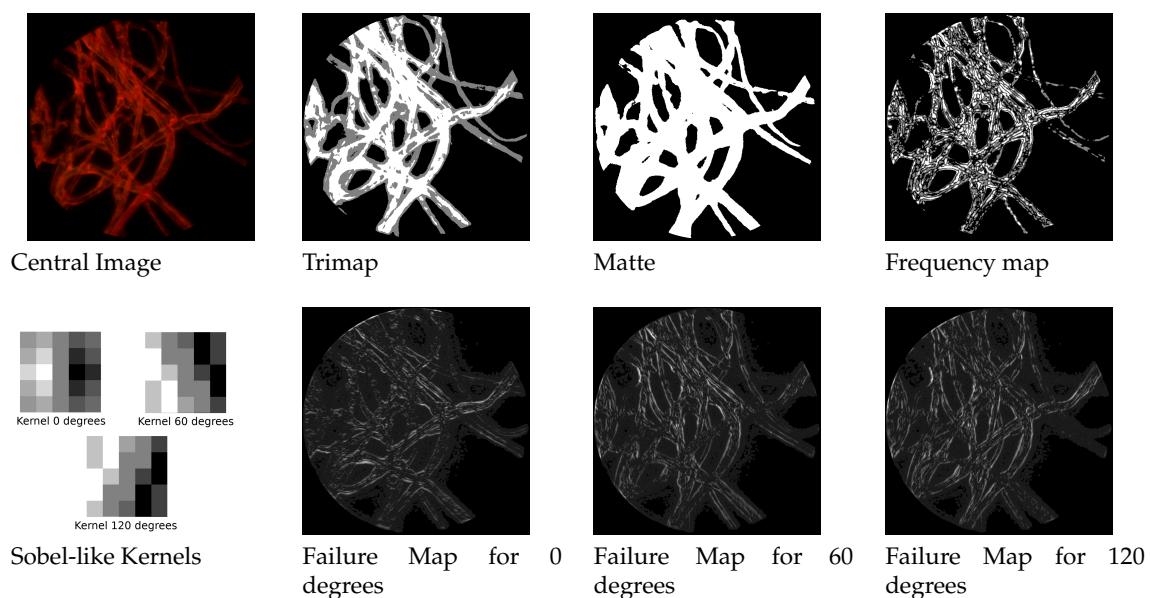 Central Image
Trimap
Matte
Frequency map
Kernel 0 degrees
Kernel 60 degrees
Kernel 120 degrees
Sobel-like Kernels
Failure Map for 0
degrees
Failure Map for 60
degrees
Failure Map for 120
degrees